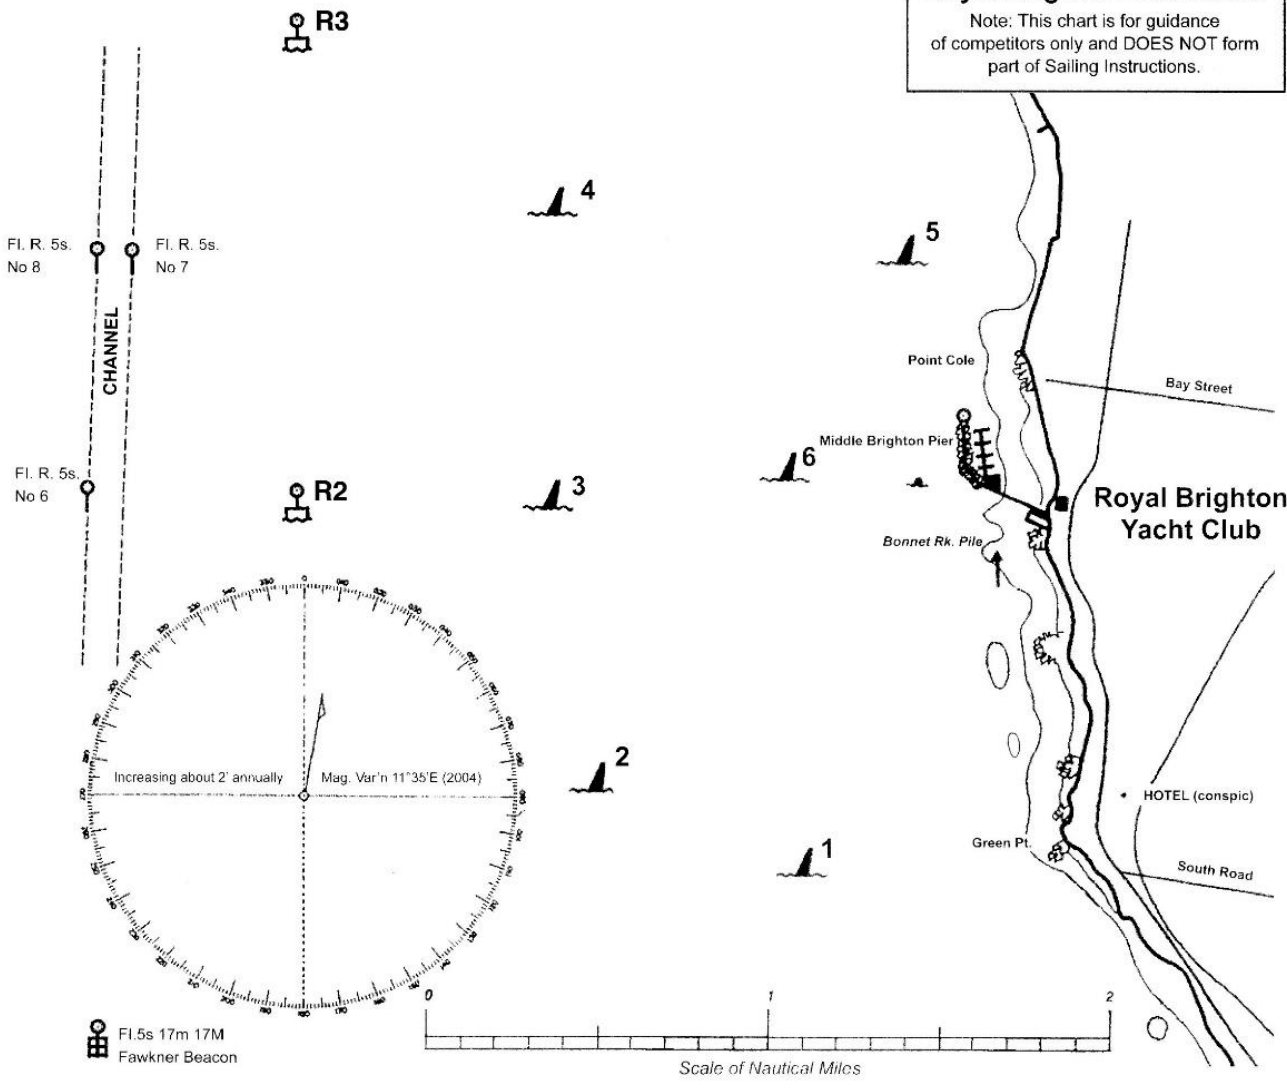 Note: This chart is for guidance
of competitors only and DOES NOT form
part of Sailing Instructions.
R3
4
5
Fl. R. 5s.
No 8
Fl. R. 5s.
No 7
CHANNEL
Point Cole
Bay Street
Middle Brighton Pier
6
Fl. R. 5s.
No 6
R2
3
Royal Brighton
Yacht Club
Bonnet Rk. Pile
0
Increasing about 2' annually
Mag. Var'n 11°35'E (2004)
2
HOTEL (conspic)
Green Pt.
1
South Road
0
1
2
Fl.5s 17m 17M
Fawkner Beacon
Scale of Nautical Miles